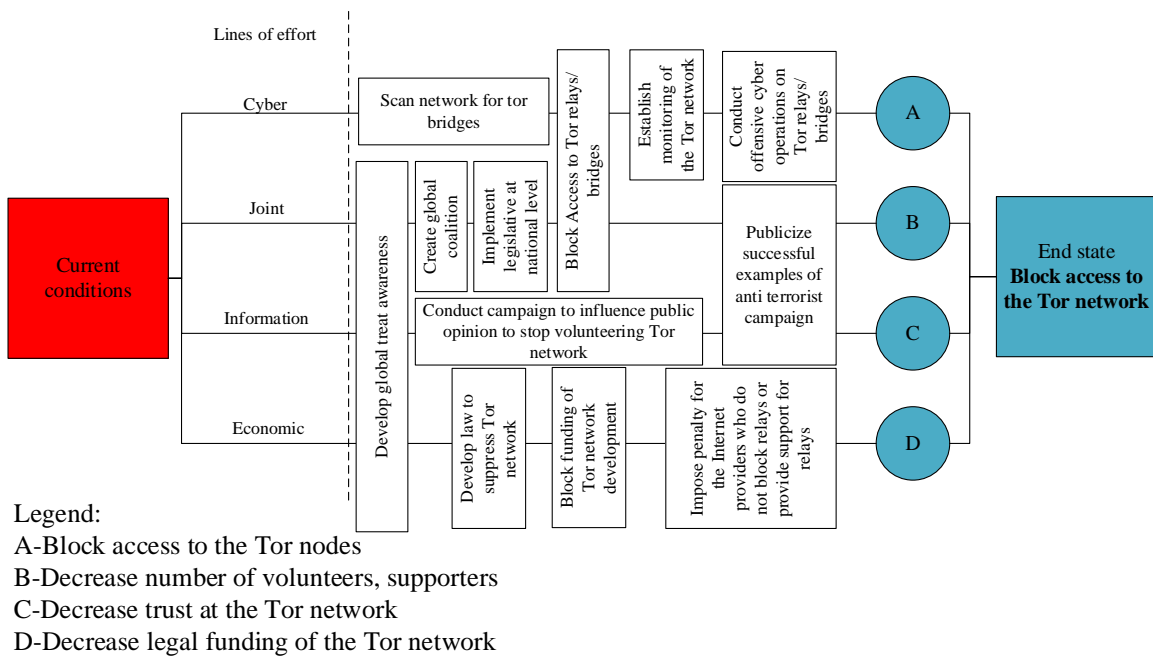 Lines of effort
Cyber
Scan network for tor
bridges
Block Access to Tor relays/
bridges
Establish
monitoring of
the Tor network
Conduct
offensive cyber
operations on
Tor relays/
bridges
A
Current
conditions
Joint
Develop global treat awareness
Create global
coalition
Implement
legislative at
national level
Publicize
successful
examples of
anti terrorist
campaign
B
End state
Block access to
the Tor network
Information
Conduct campaign to influence public
opinion to stop volunteering Tor
network
C
Economic
Develop law to
suppress Tor
network
Block funding of
Tor network
development
Impose penalty for
the Internet
providers who do
not block relays or
provide support for
relays
D
Legend:
A-Block access to the Tor nodes
B-Decrease number of volunteers, supporters
C-Decrease trust at the Tor network
D-Decrease legal funding of the Tor network